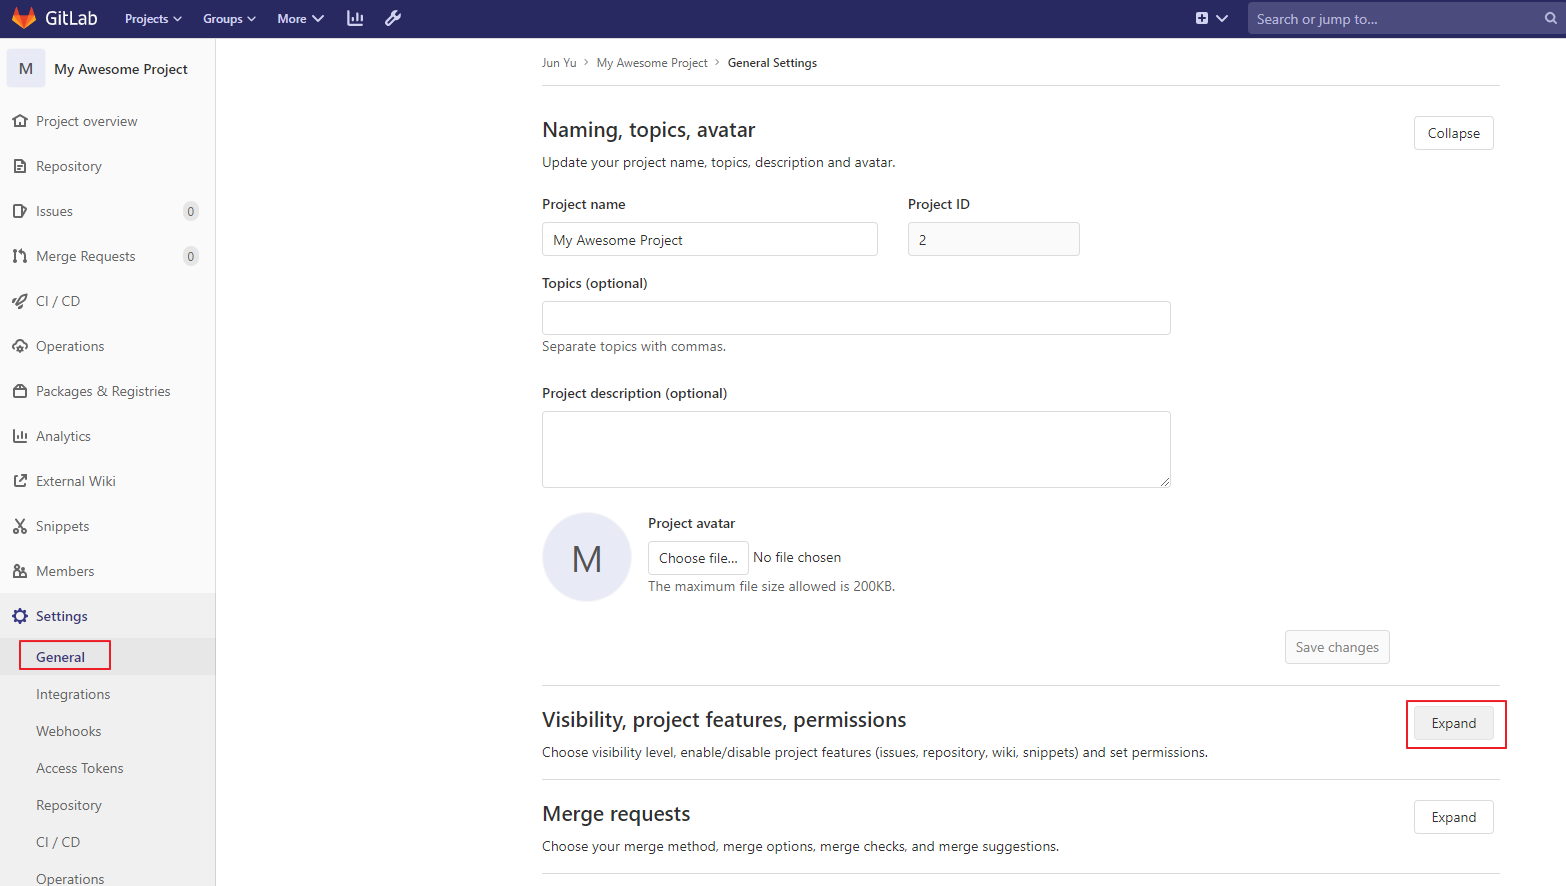 GitLab Projects Groups More Search or jump to...
M My Awesome Project
Project overview
Repository
Issues 0
Merge Requests 0
CI / CD
Operations
Packages & Registries
Analytics
External Wiki
Snippets
Members
Settings
General
Integrations
Webhooks
Access Tokens
Repository
CI / CD
Operations
Jun Yu > My Awesome Project > General Settings
Naming, topics, avatar
Collapse
Update your project name, topics, description and avatar.
Project name Project ID
My Awesome Project 2
Topics (optional)
Separate topics with commas.
Project description (optional)
M
Project avatar
Choose file... No file chosen
The maximum file size allowed is 200KB.
Save changes
Visibility, project features, permissions
Expand
Choose visibility level, enable/disable project features (issues, repository, wiki, snippets) and set permissions.
Merge requests
Expand
Choose your merge method, merge options, merge checks, and merge suggestions.